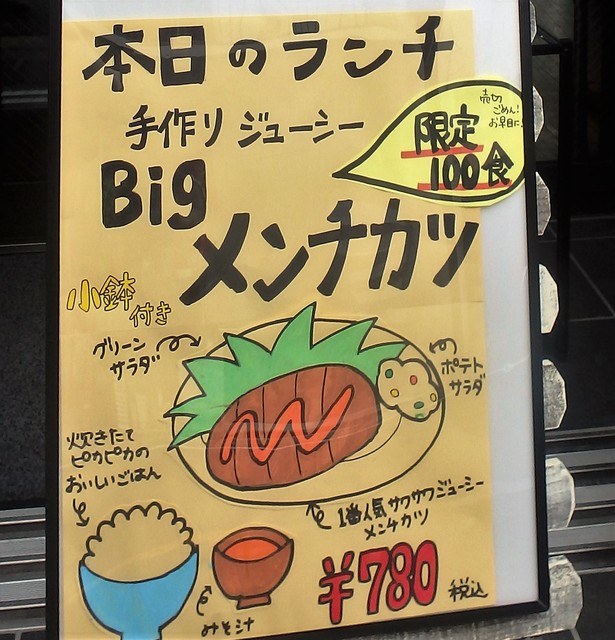 本日のランチ
売切
ごめん!
お早目に!
限定
100食
手作りジューシー
Big
メンチカツ
小鉢
付き
グリーン
サラダ
ポテト
サラダ
炊きたて
ピカピカの
おいしいごはん
1番人気サクサクジューシー
メンチカツ
みそ汁
¥780
税込